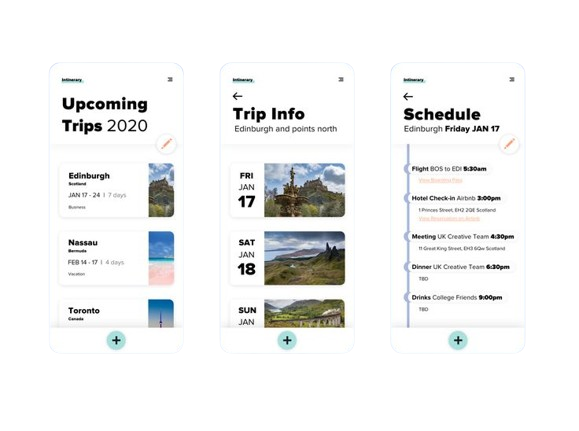 Intinerary
Upcoming
Trips 2020
Edinburgh
Scotland
JAN 17 - 24 | 7 days
Business
Nassau
Bermuda
FEB 14 - 17 | 4 days
Vacation
Toronto
Canada
Intinerary
Trip Info
Edinburgh and points north
FRI
JAN
17
SAT
JAN
18
SUN
JAN
Intinerary
Schedule
Edinburgh Friday JAN 17
Flight BOS to EDI 5:30am
View Boarding Pass
Hotel Check-in Airbnb 3:00pm
1 Princes Street, EH2 2QE Scotland
View Reservation on Airbnb
Meeting UK Creative Team 4:30pm
11 Great King Street, EH3 6Qw Scotland
Dinner UK Creative Team 6:30pm
TBD
Drinks College Friends 9:00pm
TBD